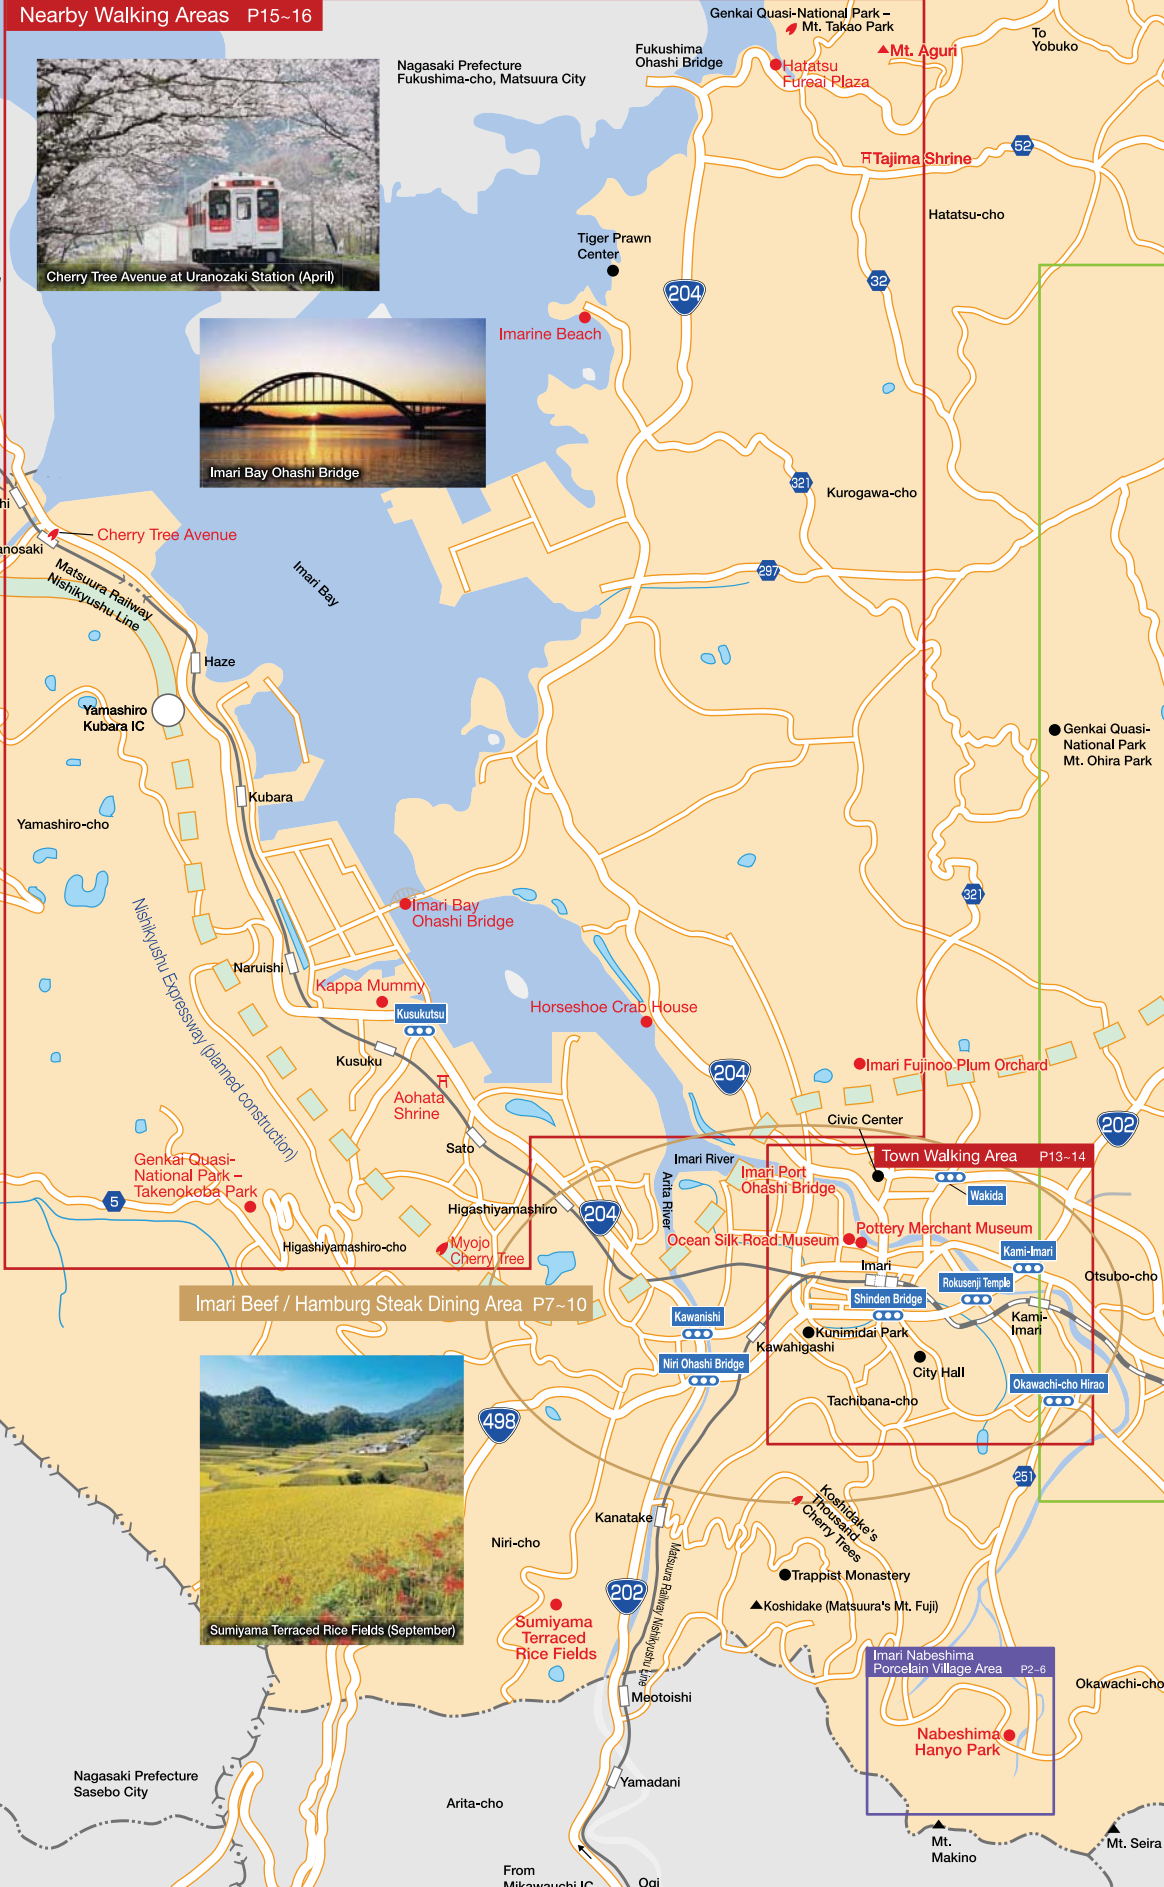 Nearby Walking Areas P15~16
Genkai Quasi-National Park –
Mt. Takao Park
To
Yobuko
Fukushima
Ohashi Bridge
Mt. Aguri
Nagasaki Prefecture
Fukushima-cho, Matsuura City
Hatatsu
Fureai Plaza
52
Tajima Shrine
Hatatsu-cho
Tiger Prawn
Center
Cherry Tree Avenue at Uranozaki Station (April)
32
204
Imarine Beach
Imari Bay Ohashi Bridge
321
Kurogawa-cho
hi
Cherry Tree Avenue
anosaki
Matsuura Railway
Nishikyushu Line
Imari Bay
297
Haze
Yamashiro
Kubara IC
Genkai Quasi-
National Park
Mt. Ohira Park
Kubara
Yamashiro-cho
321
Imari Bay
Ohashi Bridge
Nishikyushu Expressway (planned construction)
Naruishi
Kappa Mummy
Kusukutsu
Horseshoe Crab House
Kusuku
204
Imari Fujinoo Plum Orchard
Aohata
Shrine
Civic Center
202
Sato
Town Walking Area P13~14
Imari River
Genkai Quasi-
National Park –
Takenokoba Park
Imari Port
Ohashi Bridge
Arita River
Wakida
5
Higashiyamashiro
204
Pottery Merchant Museum
Ocean Silk Road Museum
Higashiyamashiro-cho
Myojo
Cherry Tree
Kami-Imari
Imari
Otsubo-cho
Rokusenji Temple
Imari Beef / Hamburg Steak Dining Area P7~10
Shinden Bridge
Kawanishi
Kami-
Imari
Kunimidai Park
Kawahigashi
Niri Ohashi Bridge
City Hall
Okawachi-cho Hirao
Tachibana-cho
498
251
Koshidake's
Thousand
Cherry Trees
Kanatake
Niri-cho
Matsuura Railway Nishikyushu Line
Trappist Monastery
202
Koshidake (Matsuura's Mt. Fuji)
Sumiyama
Terraced
Rice Fields
Sumiyama Terraced Rice Fields (September)
Imari Nabeshima
Porcelain Village Area P2~6
Okawachi-cho
Meotoishi
Nabeshima
Hanyo Park
Nagasaki Prefecture
Sasebo City
Yamadani
Arita-cho
Mt.
Makino
Mt. Seira
From
Mikawauchi IC
Ogi